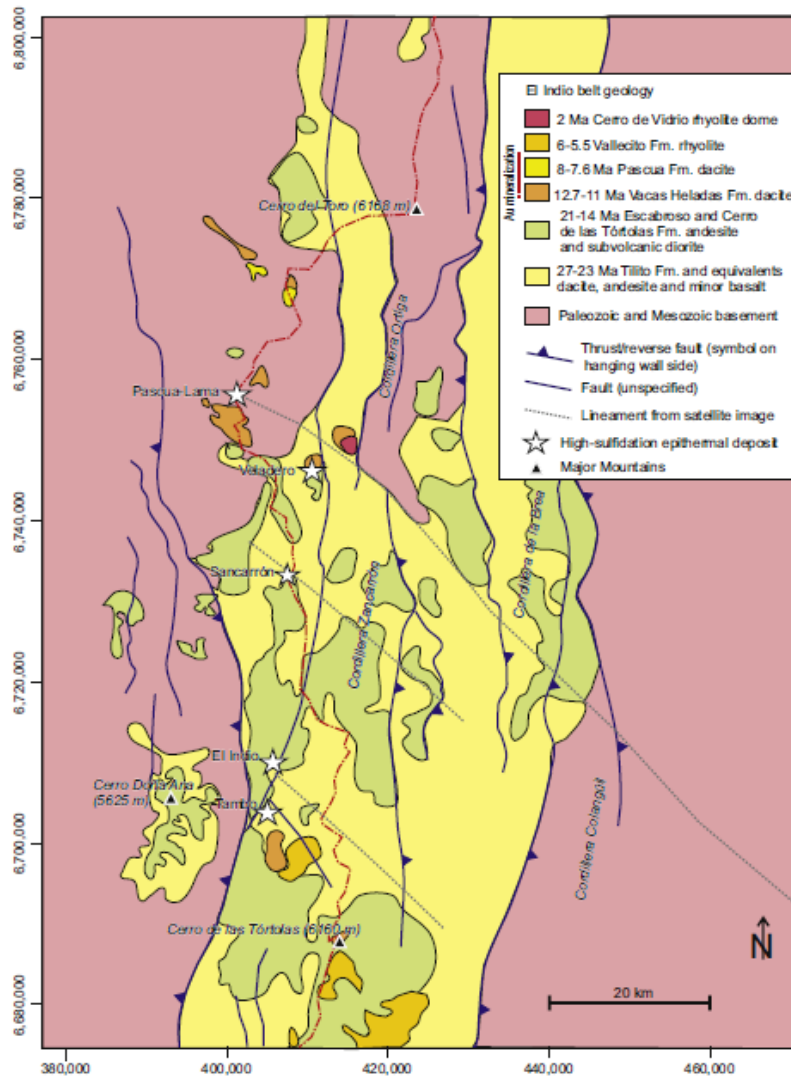 6,800,000
6,780,000
6,760,000
6,740,000
6,720,000
6,700,000
6,680,000
380,000
400,000
420,000
440,000
460,000
El Indio belt geology
2 Ma Cerro de Vidrio rhyolite dome
6-5.5 Vallecito Fm. rhyolite
8-7.6 Ma Pascua Fm. dacite
12.7-11 Ma Vacas Heladas Fm. dacite
21-14 Ma Escabroso and Cerro
de las Tórtolas Fm. andesite
and subvolcanic diorite
27-23 Ma Tilito Fm. and equivalents
dacite, andesite and minor basalt
Paleozoic and Mesozoic basement
Thrust/reverse fault (symbol on
hanging wall side)
Fault (unspecified)
Lineament from satellite image
High-sulfidation epithermal deposit
Major Mountains
Au mineralization
Cerro del Toro (6168 m)
Cordillera Ortiga
Pascua-Lama
Veladero
Sancarrón
Cordillera Zancarrón
Cordillera de la Brea
El Indio
Cerro Doña Ana
(5625 m)
Tambo
Cordillera Colangüil
Cerro de las Tórtolas (6160 m)
N
20 km